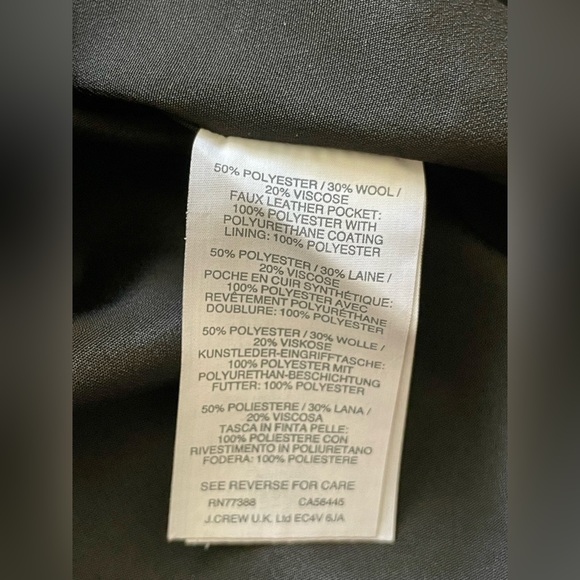 50% POLYESTER / 30% WOOL /
20% VISCOSE
FAUX LEATHER POCKET:
100% POLYESTER WITH
POLYURETHANE COATING
LINING: 100% POLYESTER
50% POLYESTER / 30% LAINE /
20% VISCOSE
POCHE EN CUIR SYNTHÉTIQUE:
100% POLYESTER AVEC
REVÊTEMENT POLYURÉTHANE
DOUBLURE: 100% POLYESTER
50% POLYESTER / 30% WOLLE /
20% VISKOSE
KUNSTLEDER-EINGRIFFTASCHE:
100% POLYESTER MIT
POLYURETHAN-BESCHICHTUNG
FUTTER: 100% POLYESTER
50% POLIESTERE / 30% LANA /
20% VISCOSA
TASCA IN FINTA PELLE:
100% POLIESTERE CON
RIVESTIMENTO IN POLIURETANO
FODERA: 100% POLIESTERE
SEE REVERSE FOR CARE
RN77388 CA56445
J.CREW U.K. Ltd EC4V 6JA